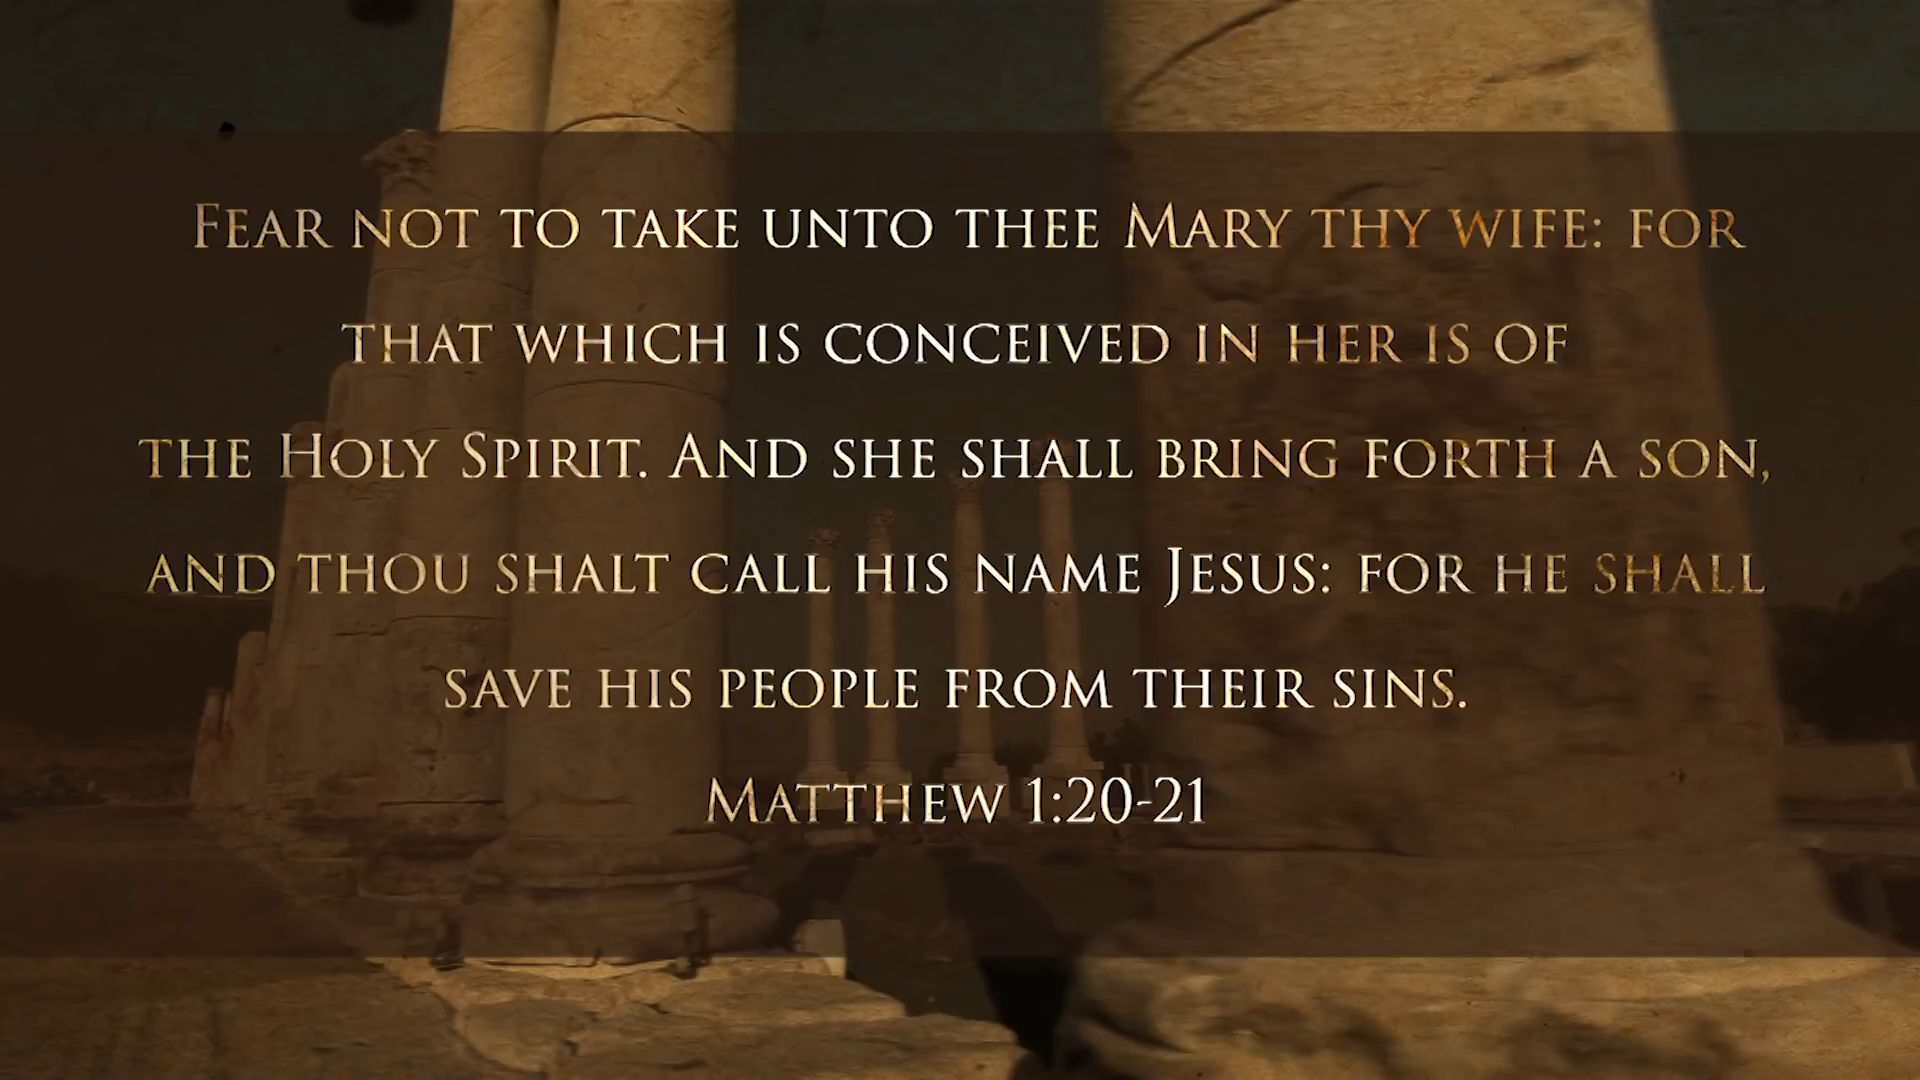 Fear not to take unto thee Mary thy wife: for
that which is conceived in her is of
the Holy Spirit. And she shall bring forth a son,
and thou shalt call his name Jesus: for he shall
save his people from their sins.
Matthew 1:20-21